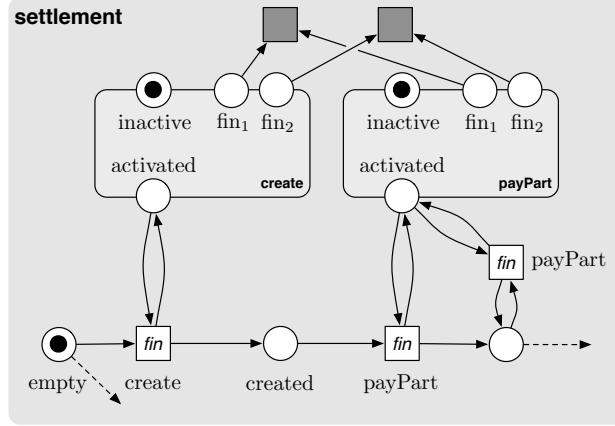 settlement
inactive fin₁ fin₂ inactive fin₁ fin₂
activated create activated payPart
fin payPart
fin fin
empty create created payPart